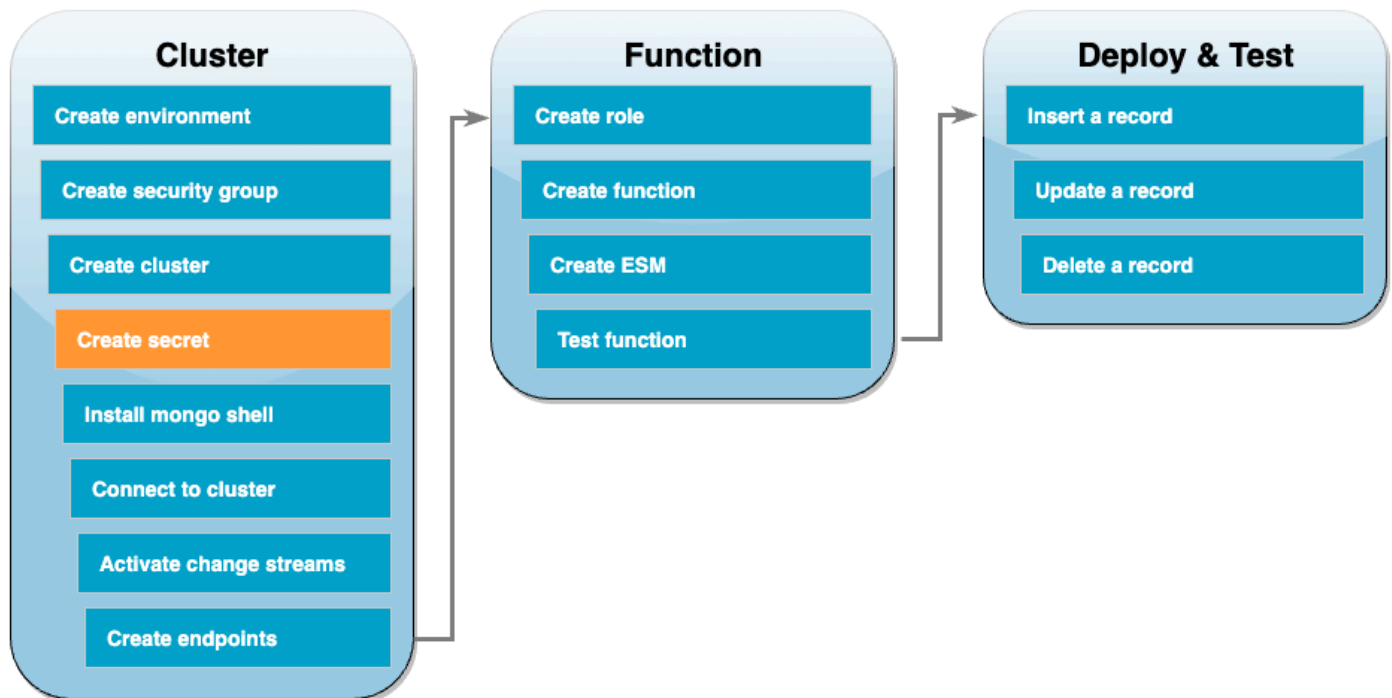 Cluster
Create environment
Create security group
Create cluster
Create secret
Install mongo shell
Connect to cluster
Activate change streams
Create endpoints
Function
Create role
Create function
Create ESM
Test function
Deploy & Test
Insert a record
Update a record
Delete a record